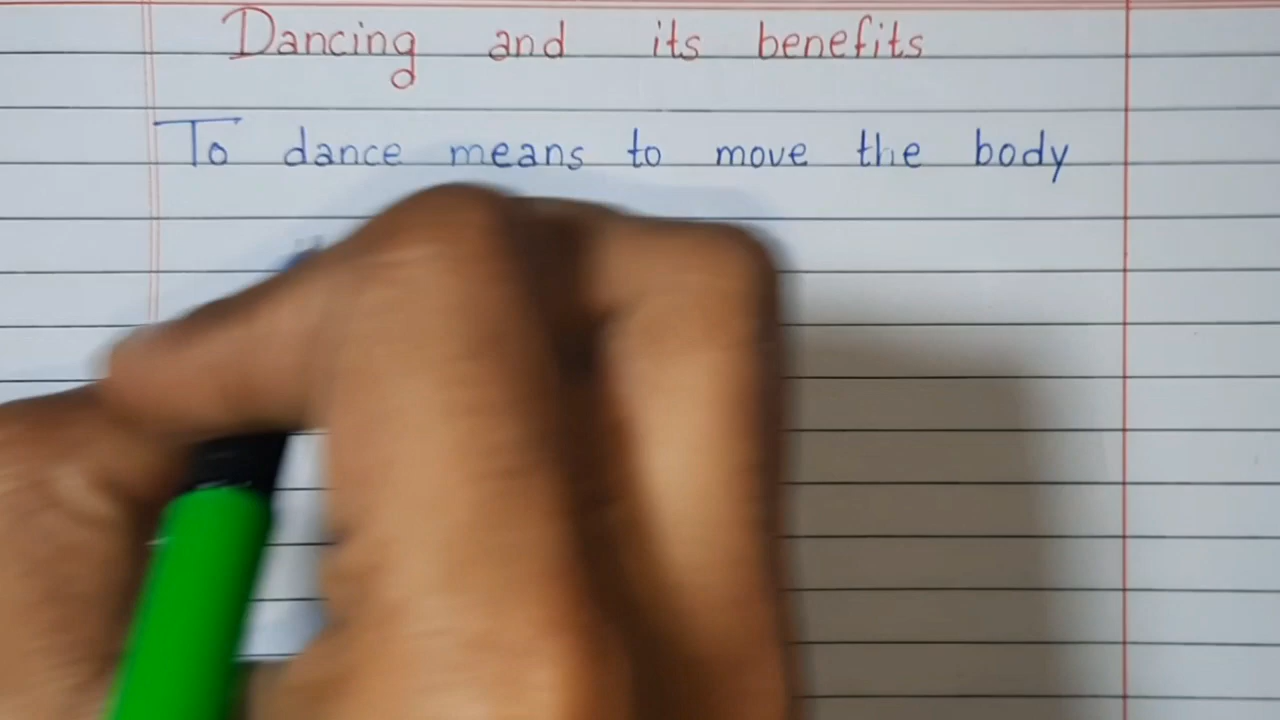 Dancing and its benefits
To dance means to move the body